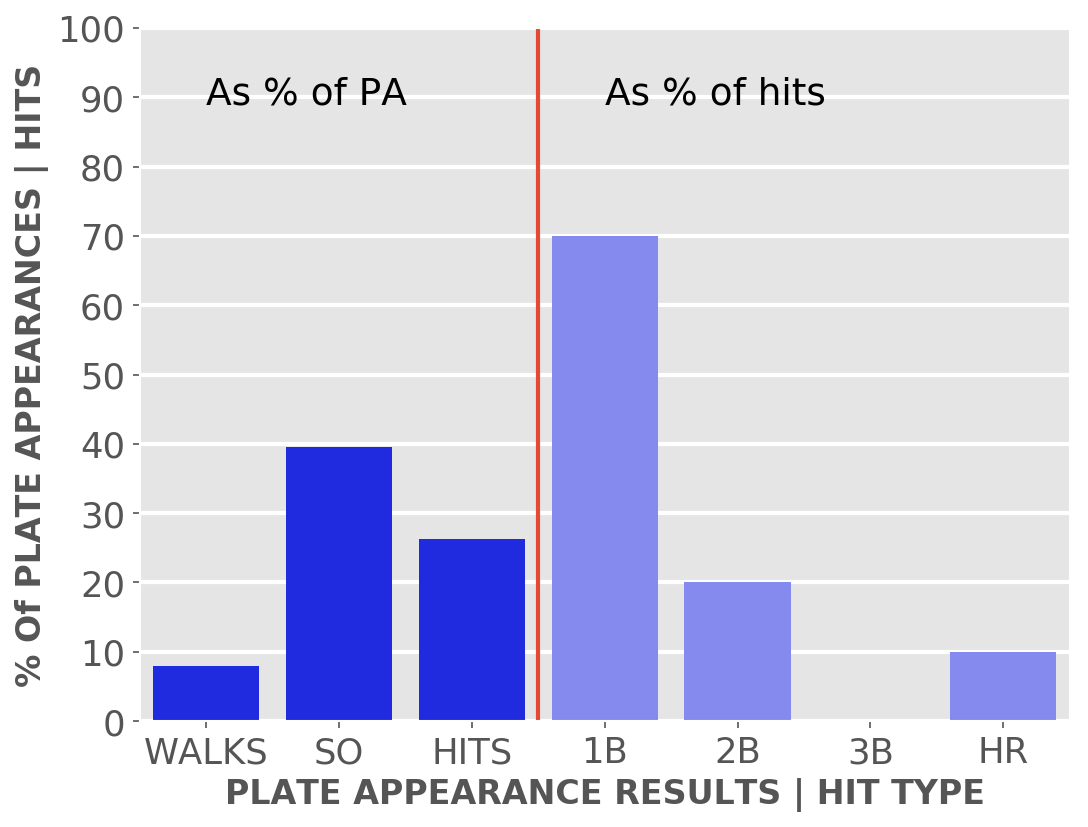 % Of PLATE APPEARANCES | HITS
100
90
80
70
60
50
40
30
20
10
0
As % of PA
As % of hits
WALKS SO HITS 1B 2B 3B HR
PLATE APPEARANCE RESULTS | HIT TYPE